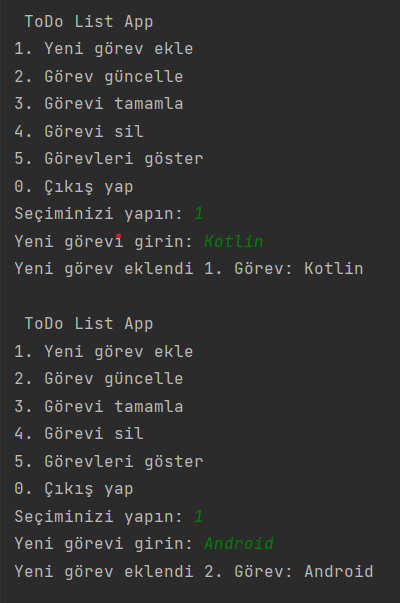 ToDo List App
1. Yeni görev ekle
2. Görev güncelle
3. Görevi tamamla
4. Görevi sil
5. Görevleri göster
0. Çıkış yap
Seçiminizi yapın: 1
Yeni görevi girin: Kotlin
Yeni görev eklendi 1. Görev: Kotlin
ToDo List App
1. Yeni görev ekle
2. Görev güncelle
3. Görevi tamamla
4. Görevi sil
5. Görevleri göster
0. Çıkış yap
Seçiminizi yapın: 1
Yeni görevi girin: Android
Yeni görev eklendi 2. Görev: Android